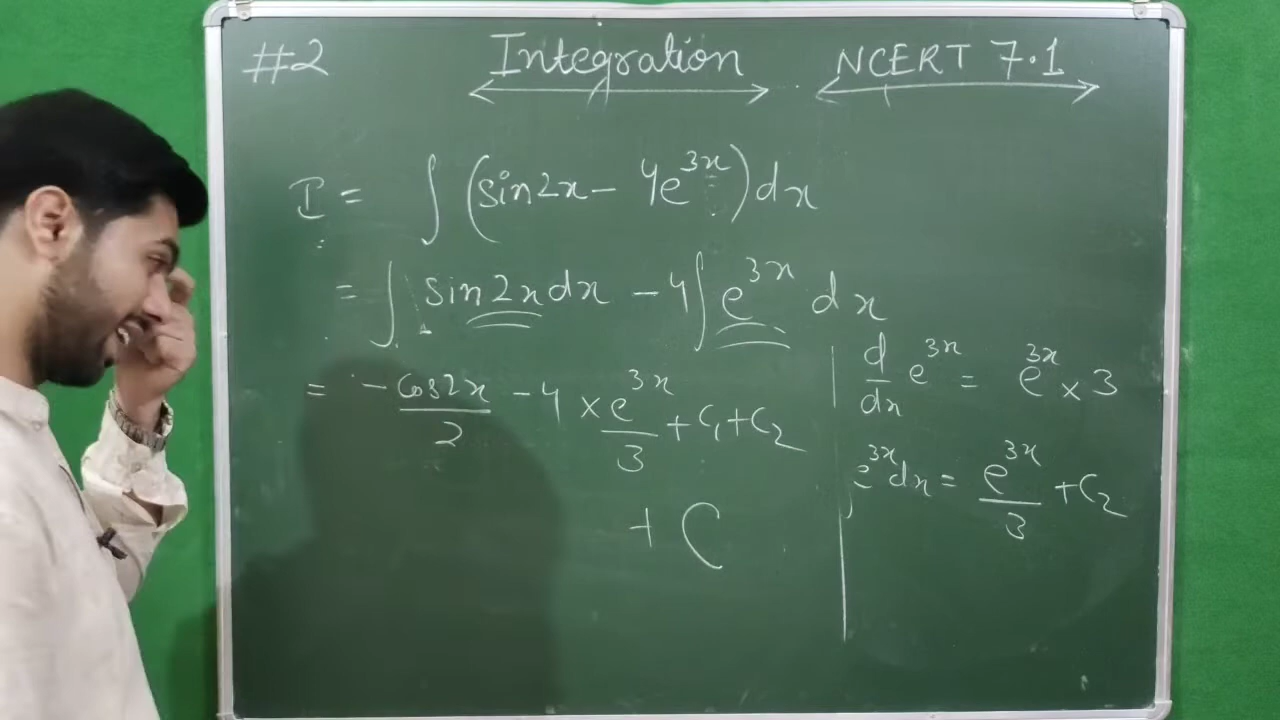 #2 Integration NCERT 7.1
I = ∫ (sin2x - 4e^{3x}) dx
= ∫ sin2x dx - 4∫ e^{3x} dx
= -cos2x/2 - 4 × e^{3x}/3 + C₁ + C₂
+ C
d/dx e^{3x} = e^{3x} × 3
∫ e^{3x} dx = e^{3x}/3 + C₂